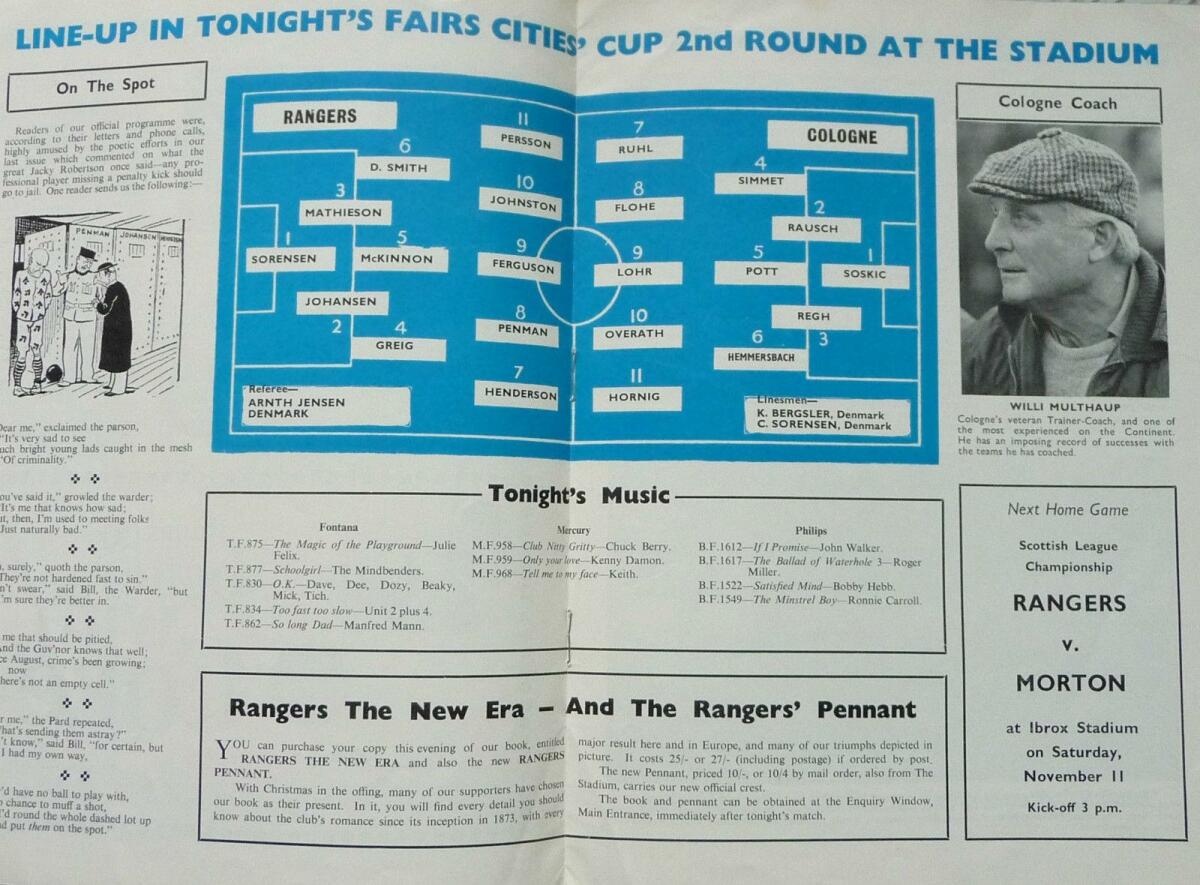 LINE-UP IN TONIGHT'S FAIRS CITIES' CUP 2nd ROUND AT THE STADIUM
On The Spot
Readers of our official programme were,
according to their letters and phone calls,
highly amused by the poetic efforts in our
last issue which commented on what the
great Jacky Robertson once said—any pro-
fessional player missing a penalty kick should
go to jail. One reader sends us the following:—
PENMAN
JOHANSEN
HENDERSON
Dear me," exclaimed the parson,
"It's very sad to see
uch bright young lads caught in the mesh
"Of criminality."
ou've said it," growled the warder;
"It's me that knows how sad;
ut, then, I'm used to meeting folks
Just naturally bad."
, surely." quoth the parson,
They're not hardened fast to sin."
n't swear," said Bill, the Warder, "but
'm sure they're better in.
me that should be pitied,
And the Guv'nor knows that well;
ce August, crime's been growing;
now
here's not an empty cell."
r me," the Pard repeated,
hat's sending them astray?"
't know," said Bill, "for certain, but
I had my own way,
'd have no ball to play with,
o chance to muff a shot,
I'd round the whole dashed lot up
d put them on the spot."
RANGERS
1
SORENSEN
3
MATHIESON
JOHANSEN
2
6
D. SMITH
5
McKINNON
4
GREIG
11
PERSSON
10
JOHNSTON
9
FERGUSON
8
PENMAN
7
HENDERSON
Referee—
ARNTH JENSEN
DENMARK
COLOGNE
7
RUHL
8
FLOHE
9
LOHR
10
OVERATH
11
HORNIG
4
SIMMET
5
POTT
6
HEMMERSBACH
2
RAUSCH
REGH
3
1
SOSKIC
Linesmen—
K. BERGSLER, Denmark
C. SORENSEN, Denmark
Cologne Coach
WILLI MULTHAUP
Cologne's veteran Trainer-Coach, and one of
the most experienced on the Continent.
He has an imposing record of successes with
the teams he has coached.
Tonight's Music
Fontana
T.F.875—The Magic of the Playground—Julie
Felix.
T.F.877—Schoolgirl—The Mindbenders.
T.F.830—O.K.—Dave, Dee, Dozy, Beaky,
Mick, Tich.
T.F.834—Too fast too slow—Unit 2 plus 4.
T.F.862—So long Dad—Manfred Mann.
Mercury
M.F.958—Club Nitty Gritty—Chuck Berry.
M.F.959—Only your love—Kenny Damon.
M.F.968—Tell me to my face—Keith.
Philips
B.F.1612—If I Promise—John Walker.
B.F.1617—The Ballad of Waterhole 3—Roger
Miller.
B.F.1522—Satisfied Mind—Bobby Hebb.
B.F.1549—The Minstrel Boy—Ronnie Carroll.
Rangers The New Era – And The Rangers' Pennant
YOU can purchase your copy this evening of our book, entitled
RANGERS THE NEW ERA and also the new RANGERS
PENNANT.
With Christmas in the offing, many of our supporters have chosen
our book as their present. In it, you will find every detail you should
know about the club's romance since its inception in 1873, with every
major result here and in Europe, and many of our triumphs depicted in
picture. It costs 25/- or 27/- (including postage) if ordered by post.
The new Pennant, priced 10/-, or 10/4 by mail order, also from The
Stadium, carries our new official crest.
The book and pennant can be obtained at the Enquiry Window,
Main Entrance, immediately after tonight's match.
Next Home Game
Scottish League
Championship
RANGERS
v.
MORTON
at Ibrox Stadium
on Saturday,
November 11
Kick-off 3 p.m.